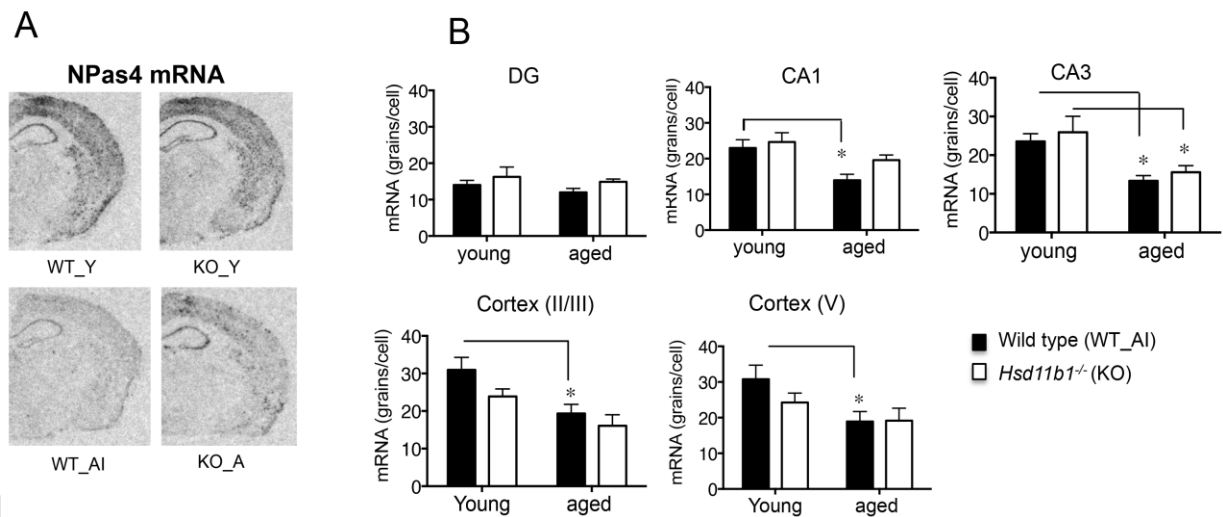 A
NPas4 mRNA
WT_Y
KO_Y
WT_AI
KO_A
B
DG
mRNA (grains/cell)
40
30
20
10
0
young
aged
CA1
mRNA (grains/cell)
40
30
20
10
0
*
young
aged
CA3
mRNA (grains/cell)
40
30
20
10
0
*
*
young
aged
Cortex (II/III)
mRNA (grains/cell)
40
30
20
10
0
*
Young
aged
Cortex (V)
mRNA (grains/cell)
40
30
20
10
0
*
Young
aged
Wild type (WT_AI)
Hsd11b1-/- (KO)